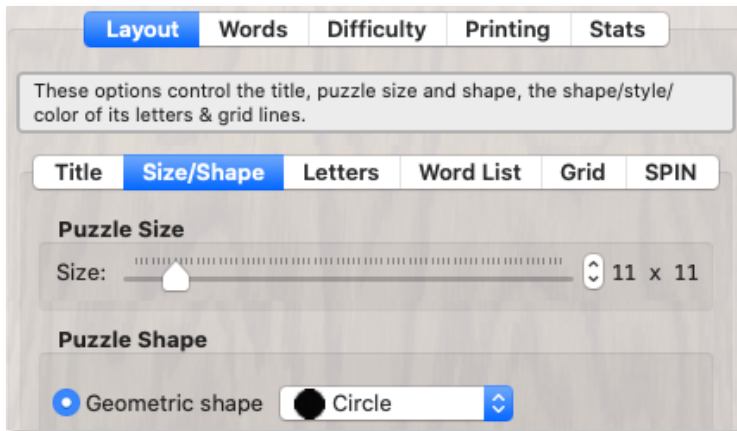 Layout Words Difficulty Printing Stats
These options control the title, puzzle size and shape, the shape/style/
color of its letters & grid lines.
Title Size/Shape Letters Word List Grid SPIN
Puzzle Size
Size: 11 x 11
Puzzle Shape
Geometric shape Circle